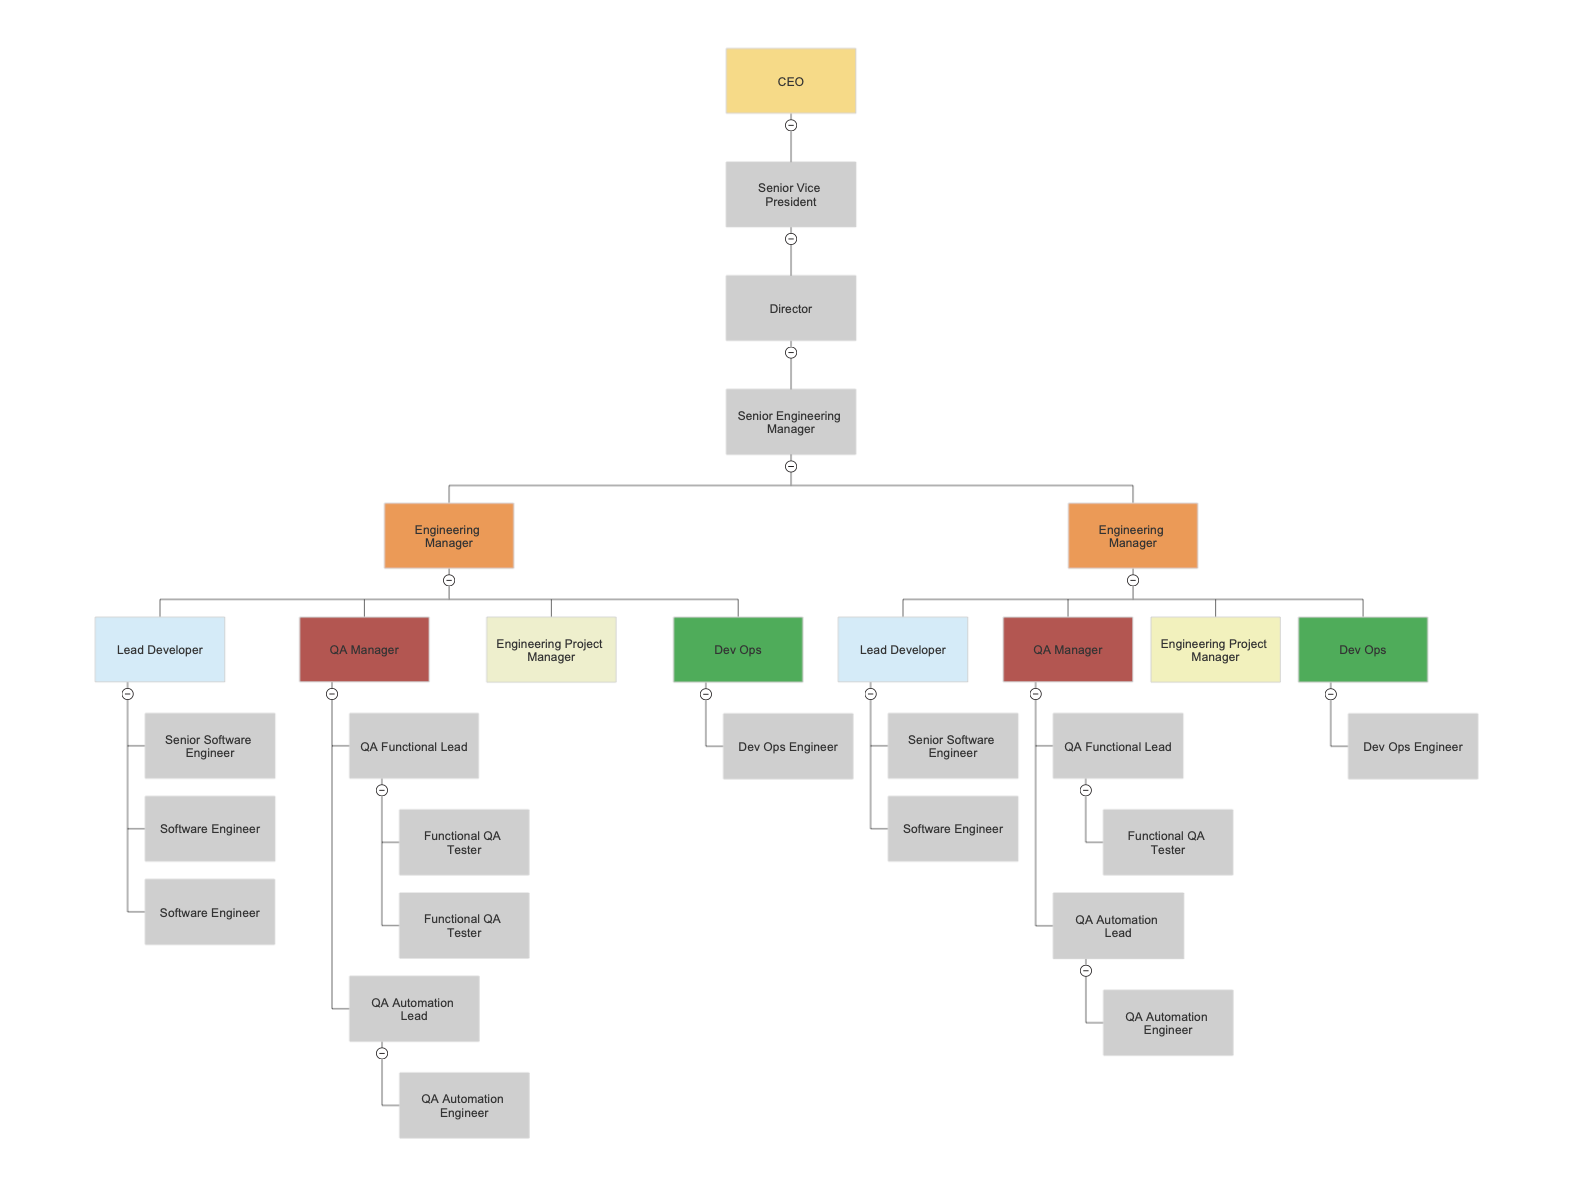 CEO
Senior Vice
President
Director
Senior Engineering
Manager
Engineering
Manager
Engineering
Manager
Lead Developer
QA Manager
Engineering Project
Manager
Dev Ops
Lead Developer
QA Manager
Engineering Project
Manager
Dev Ops
Senior Software
Engineer
QA Functional Lead
Dev Ops Engineer
Senior Software
Engineer
QA Functional Lead
Dev Ops Engineer
Software Engineer
Functional QA
Tester
Software Engineer
Functional QA
Tester
Software Engineer
Functional QA
Tester
QA Automation
Lead
QA Automation
Lead
QA Automation
Engineer
QA Automation
Engineer